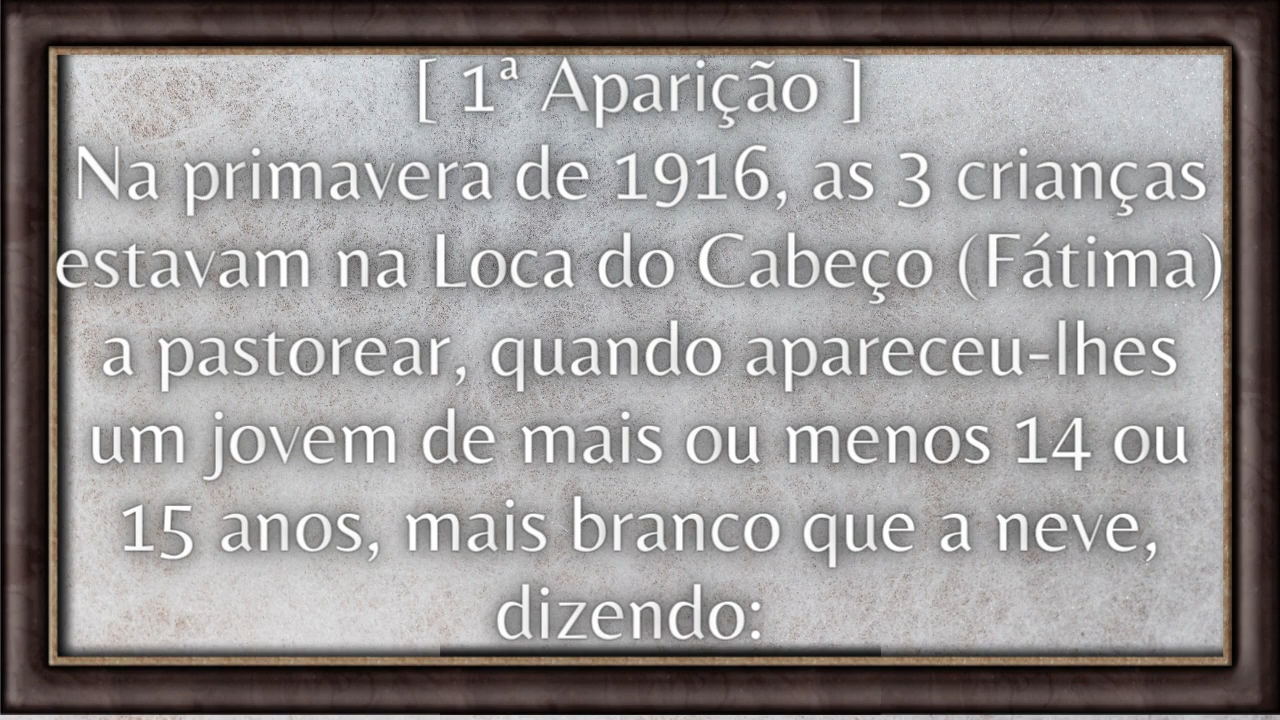 [ 1ª Aparição ]
Na primavera de 1916, as 3 crianças
estavam na Loca do Cabeço (Fátima)
a pastorear, quando apareceu-lhes
um jovem de mais ou menos 14 ou
15 anos, mais branco que a neve,
dizendo: